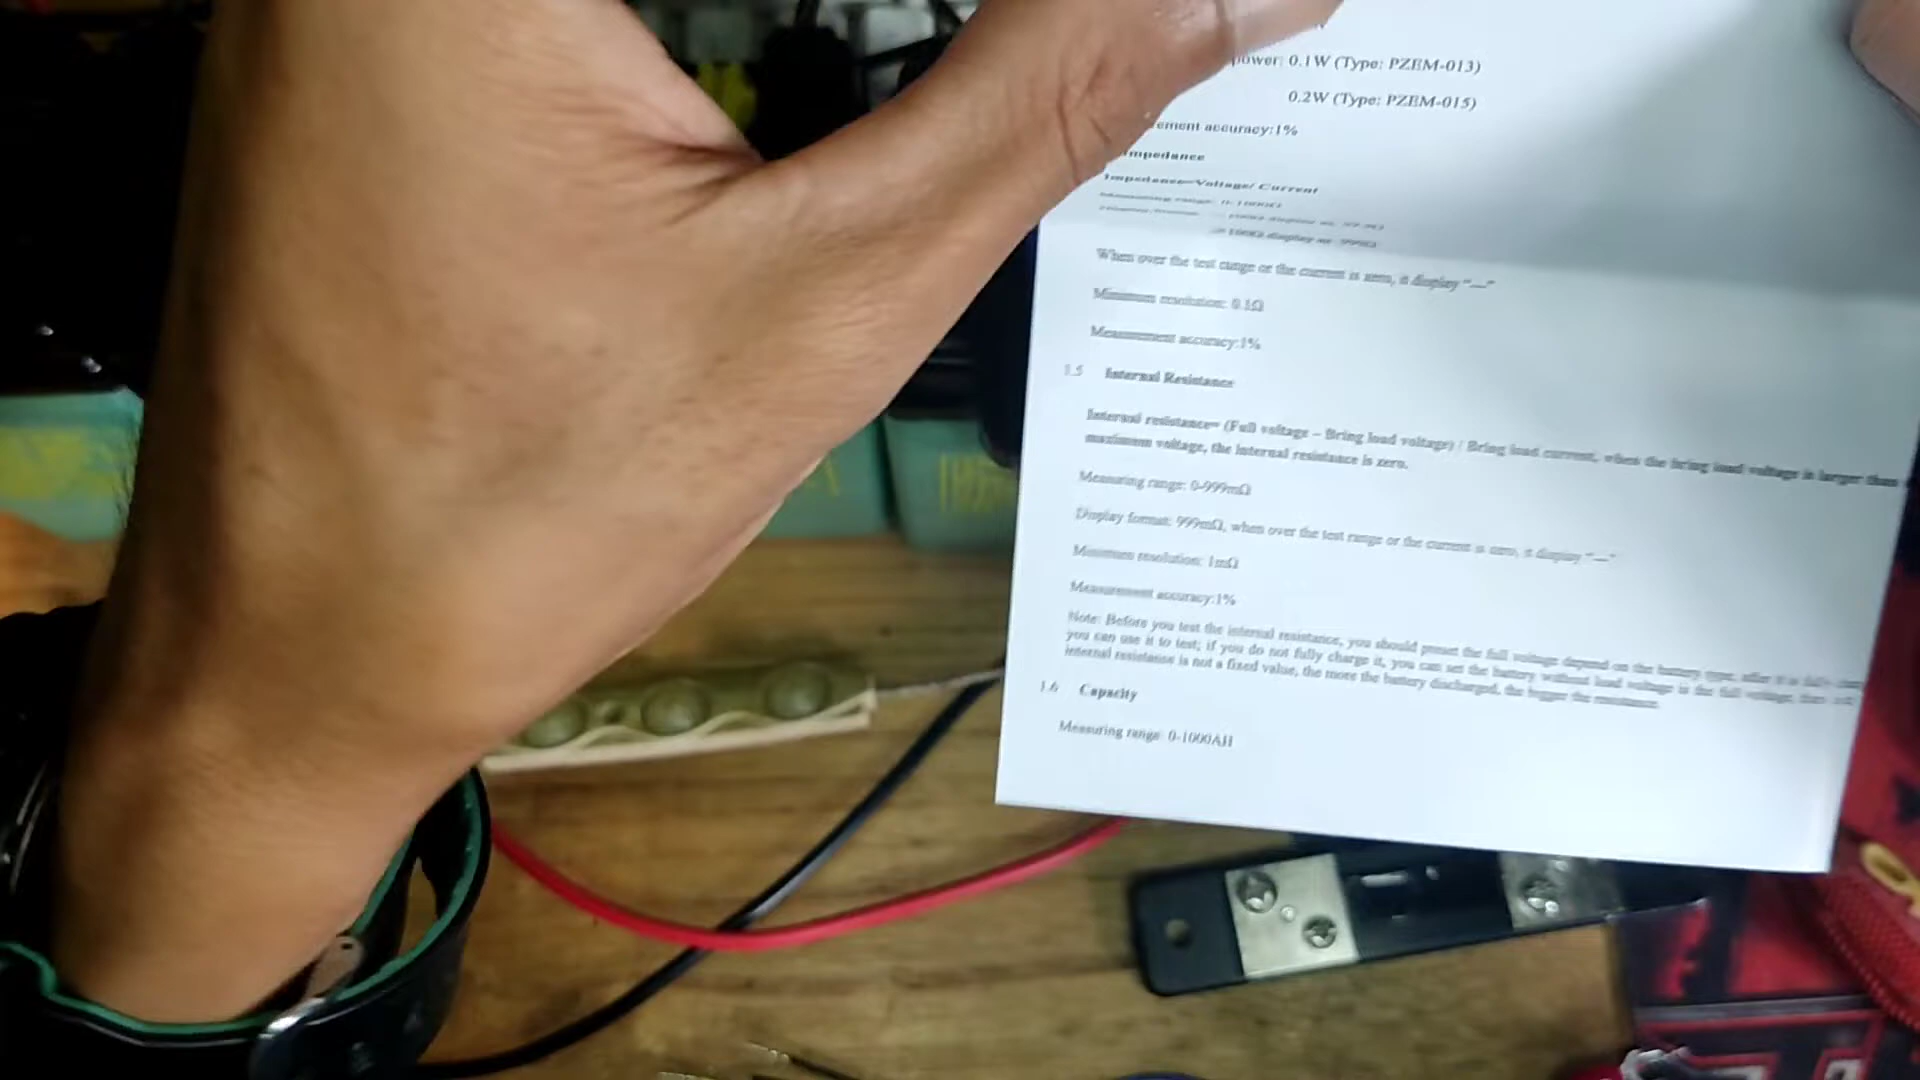 power: 0.1W (Type: PZEM-013)
0.2W (Type: PZEM-015)
ement accuracy:1%
Impedance
Impedance=Voltage/ Current
Measuring range: 0-1000Ω
When over the test range or the current is zero, it display "---"
Minimum resolution: 0.1Ω
Measurement accuracy:1%
1.5 Internal Resistance
Internal resistance= (Full voltage – Bring load voltage) / Bring load current, when the bring load voltage is larger than
maximum voltage, the internal resistance is zero.
Measuring range: 0-999mΩ
Display format: 999mΩ, when over the test range or the current is zero, it display "---"
Minimum resolution: 1mΩ
Measurement accuracy:1%
Note: Before you test the internal resistance, you should preset the full voltage depend on the battery type, after it is fully
you can use it to test; if you do not fully charge it, you can set the battery without load voltage is the full voltage, then
internal resistance is not a fixed value, the more the battery discharged, the bigger the resistance.
1.6 Capacity
Measuring range: 0-1000AH